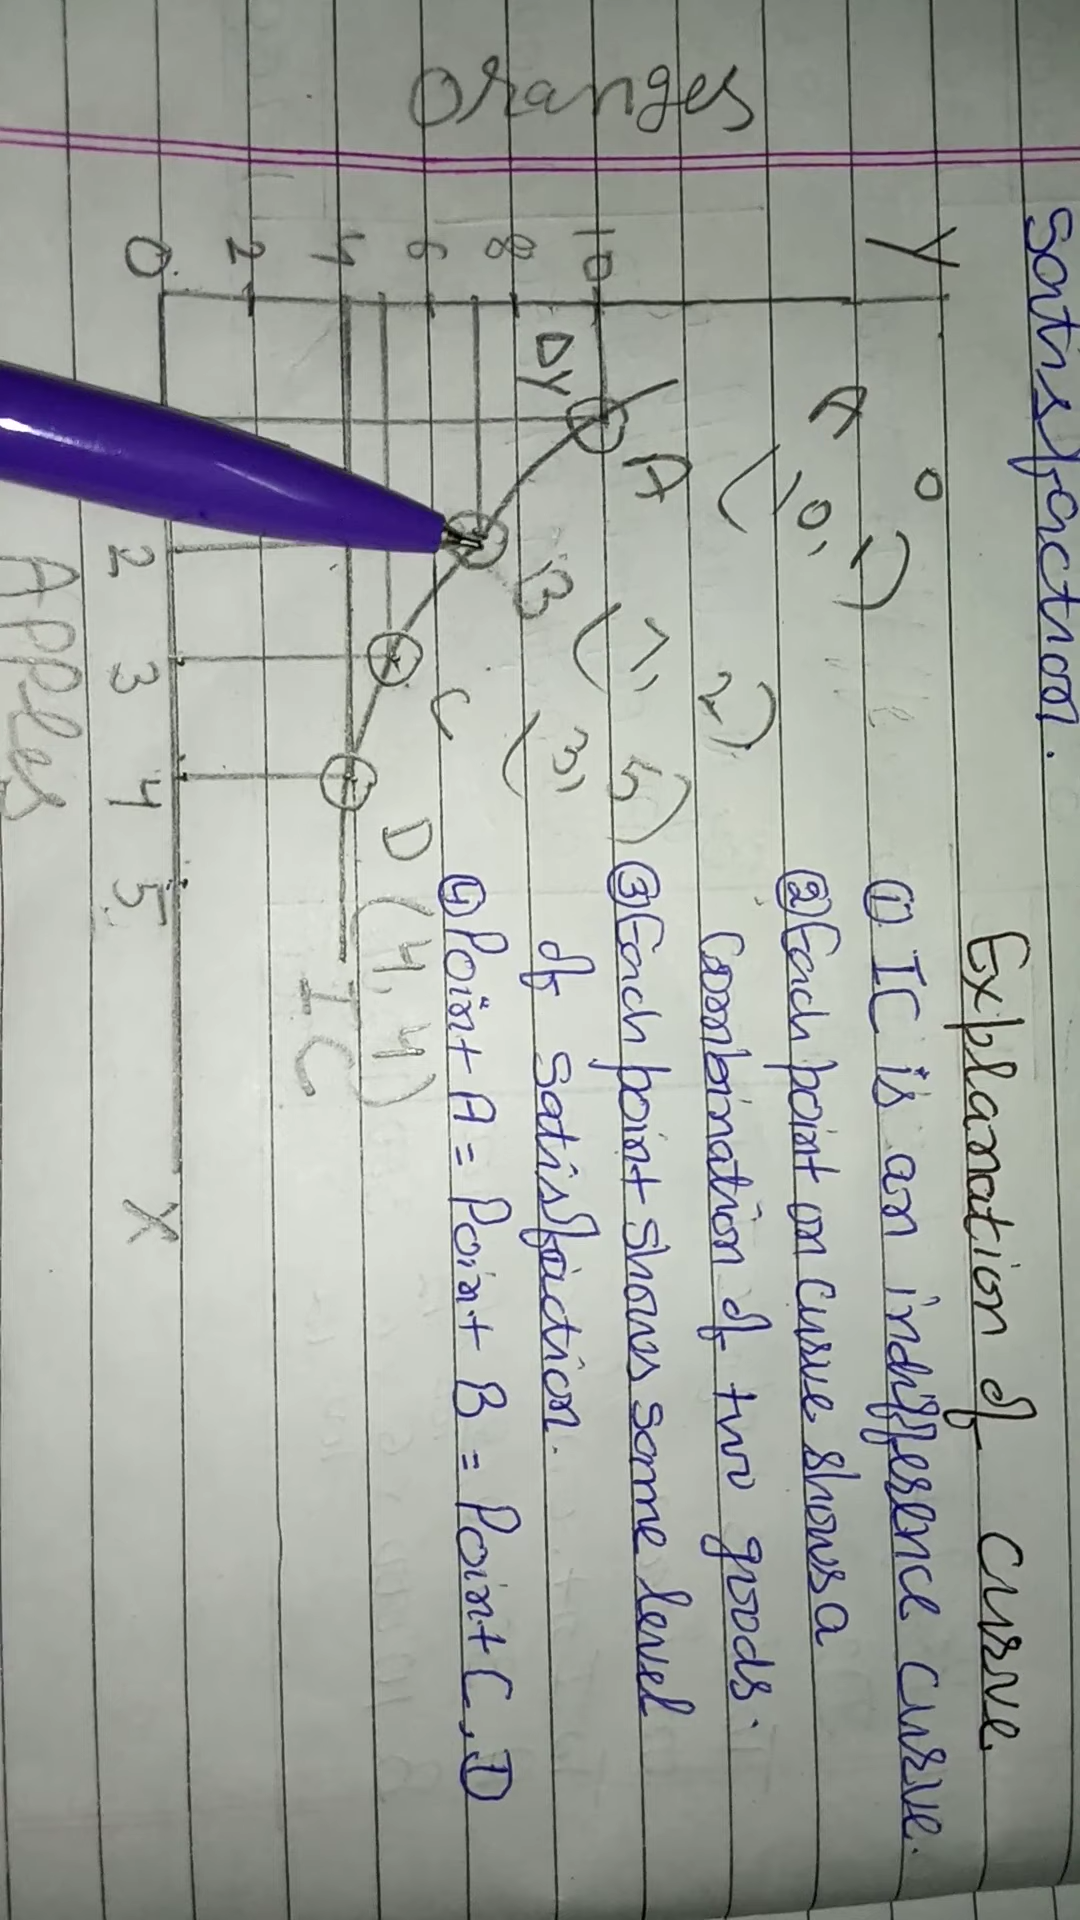 Satisfaction.
Explanation of curve.
① IC is an indifference curve.
② Each point on curve shows a
Combination of two goods.
③ Each point shows same level
of satisfaction.
④ Point A = Point B = Point C, D
Oranges
Y
10
8
6
4
2
0
ΔY
A
A (10, 1)
B (7, 2)
C (3, 5)
D (4, 4)
IC
2
3
4
5
X
Apples